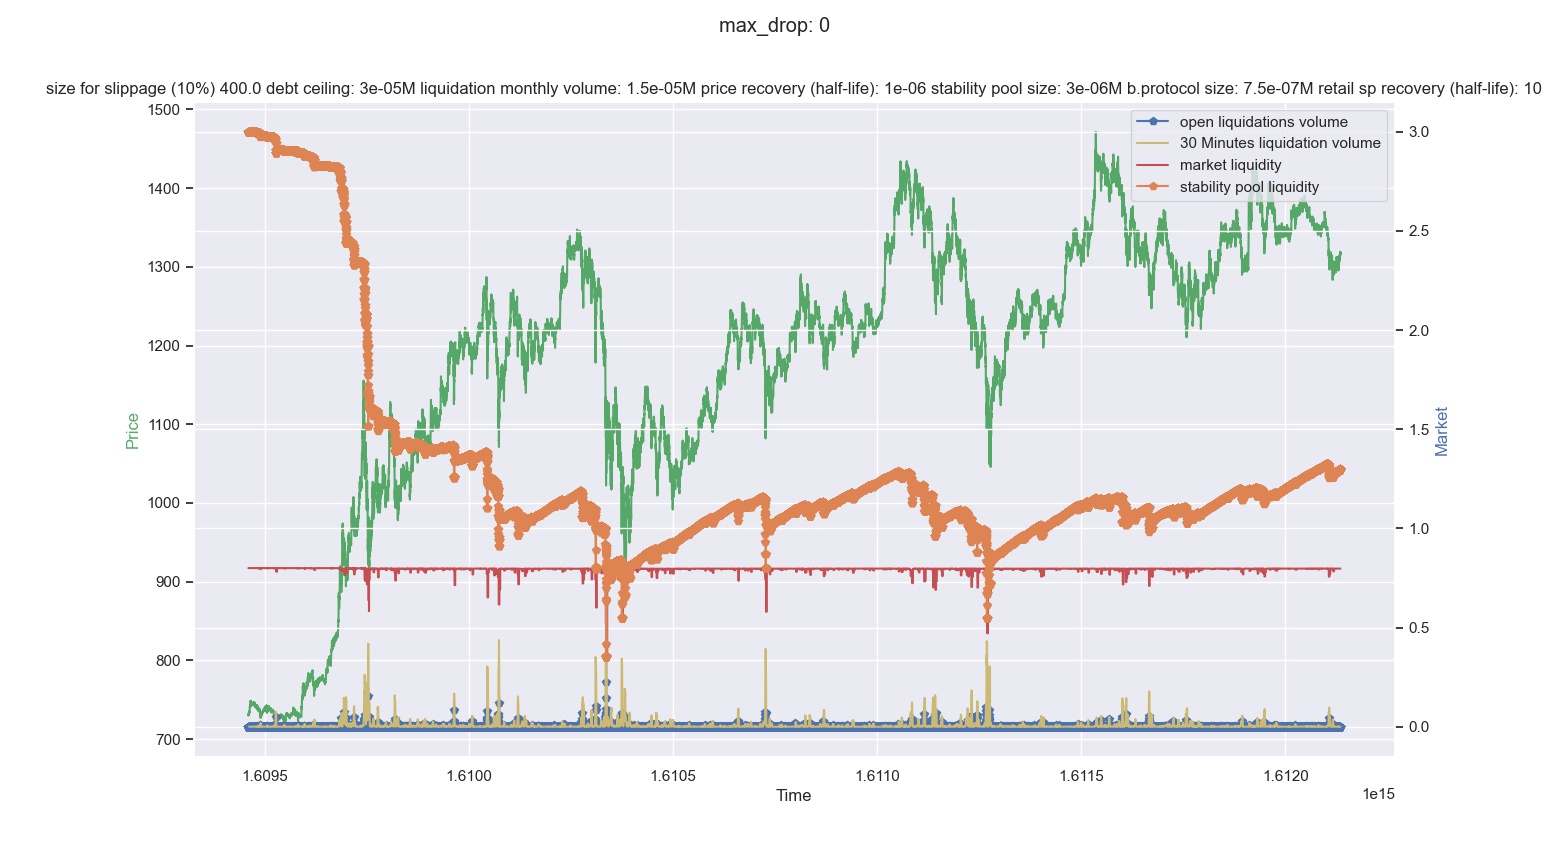 max_drop: 0
size for slippage (10%) 400.0 debt ceiling: 3e-05M liquidation monthly volume: 1.5e-05M price recovery (half-life): 1e-06 stability pool size: 3e-06M b.protocol size: 7.5e-07M retail sp recovery (half-life): 10
open liquidations volume
30 Minutes liquidation volume
market liquidity
stability pool liquidity
1500
1400
1300
1200
1100
1000
900
800
700
Price
3.0
2.5
2.0
1.5
1.0
0.5
0.0
Market
1.6095 1.6100 1.6105 1.6110 1.6115 1.6120
Time
1e15